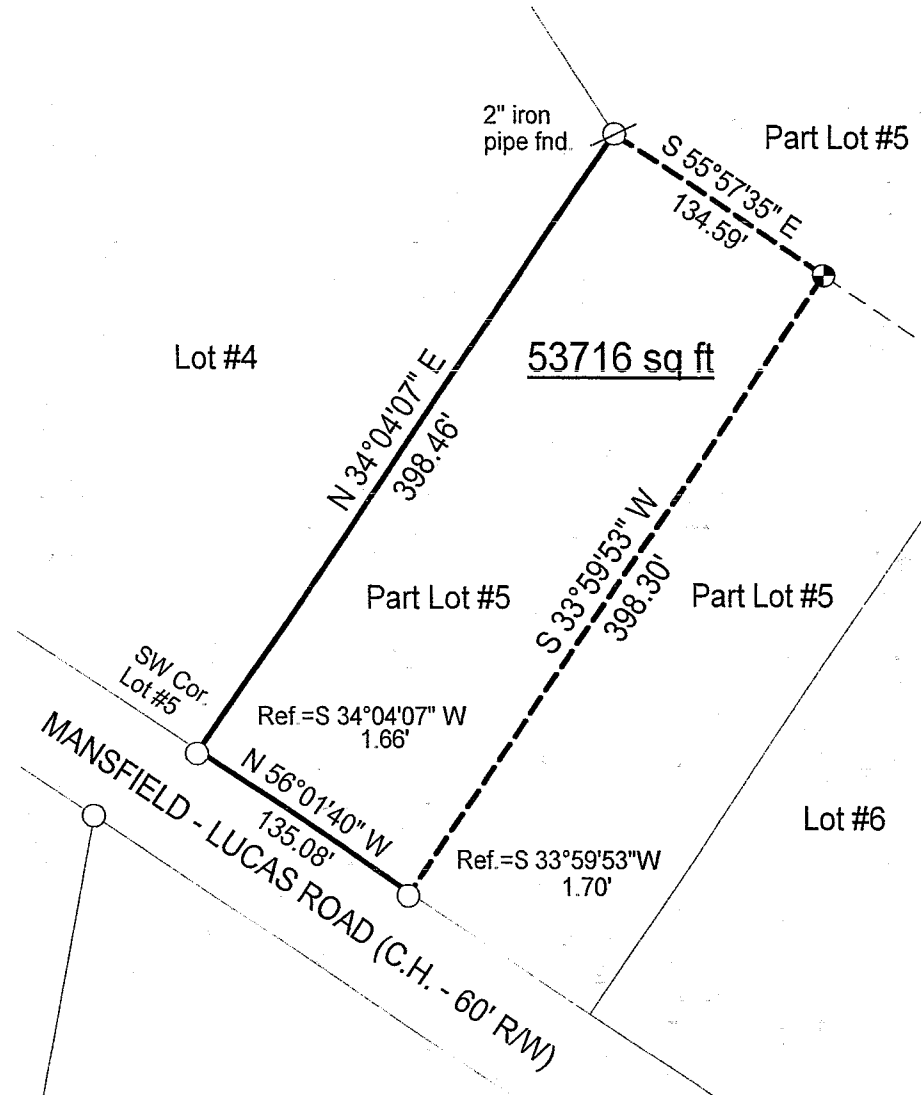 2" iron
pipe fnd.
Part Lot #5
S 55°57'35" E
134.59'
Lot #4
53716 sq ft
N 34°04'07" E
398.46'
S 33°59'53" W
398.30'
Part Lot #5
Part Lot #5
SW Cor.
Lot #5
Ref.=S 34°04'07" W
1.66'
N 56°01'40" W
135.08'
Ref.=S 33°59'53"W
1.70'
Lot #6
MANSFIELD - LUCAS ROAD (C.H. - 60' R/W)